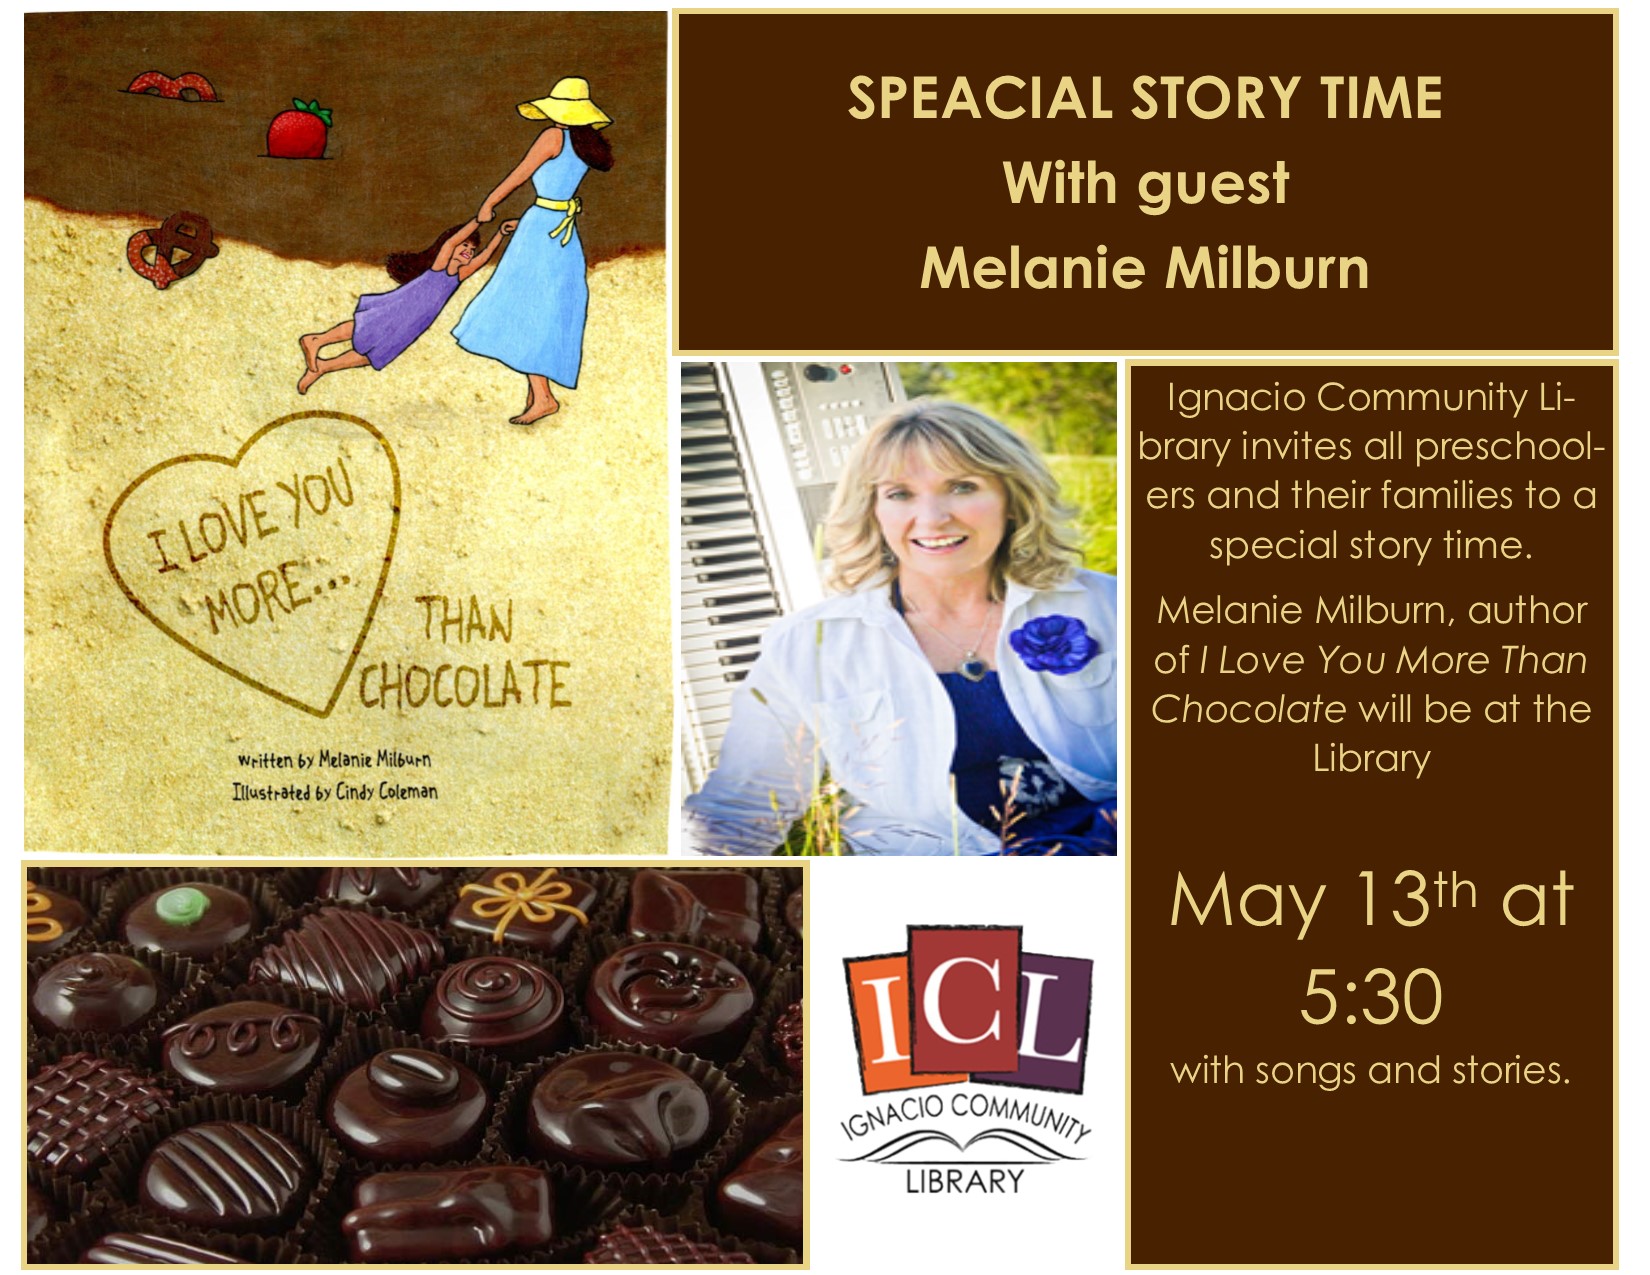 SPEACIAL STORY TIME
With guest
Melanie Milburn
I LOVE YOU
MORE...
THAN
CHOCOLATE
written by Melanie Milburn
Illustrated by Cindy Coleman
Ignacio Community Li-
brary invites all preschool-
ers and their families to a
special story time.
Melanie Milburn, author
of I Love You More Than
Chocolate will be at the
Library
May 13th at
5:30
with songs and stories.
ICL
IGNACIO COMMUNITY
LIBRARY